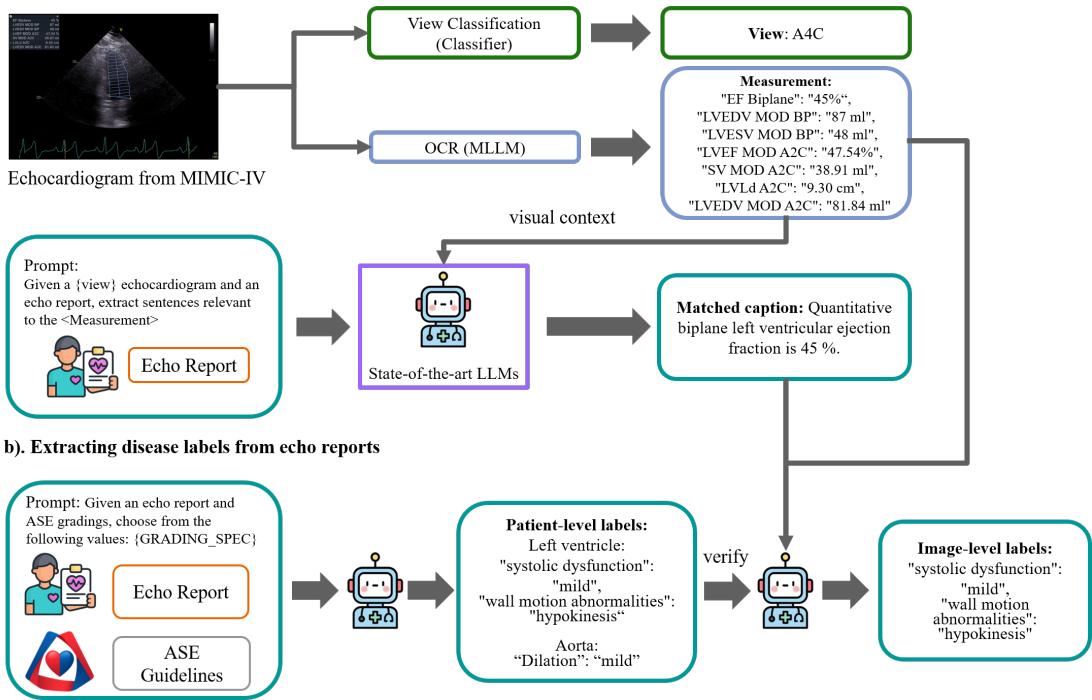 View Classification
(Classifier)
View: A4C
Measurement:
"EF Biplane": "45%“,
"LVEDV MOD BP": "87 ml",
"LVESV MOD BP": "48 ml",
"LVEF MOD A2C": "47.54%",
"SV MOD A2C": "38.91 ml",
"LVLd A2C": "9.30 cm",
"LVEDV MOD A2C": "81.84 ml"
OCR (MLLM)
Echocardiogram from MIMIC-IV
visual context
Prompt:
Given a {view} echocardiogram and an
echo report, extract sentences relevant
to the <Measurement>
Echo Report
State-of-the-art LLMs
Matched caption: Quantitative
biplane left ventricular ejection
fraction is 45 %.
b). Extracting disease labels from echo reports
Prompt: Given an echo report and
ASE gradings, choose from the
following values: {GRADING_SPEC}
Echo Report
ASE
Guidelines
Patient-level labels:
Left ventricle:
"systolic dysfunction":
"mild",
"wall motion abnormalities":
"hypokinesis“
Aorta:
“Dilation”: “mild”
verify
Image-level labels:
"systolic dysfunction":
"mild",
"wall motion
abnormalities":
"hypokinesis"